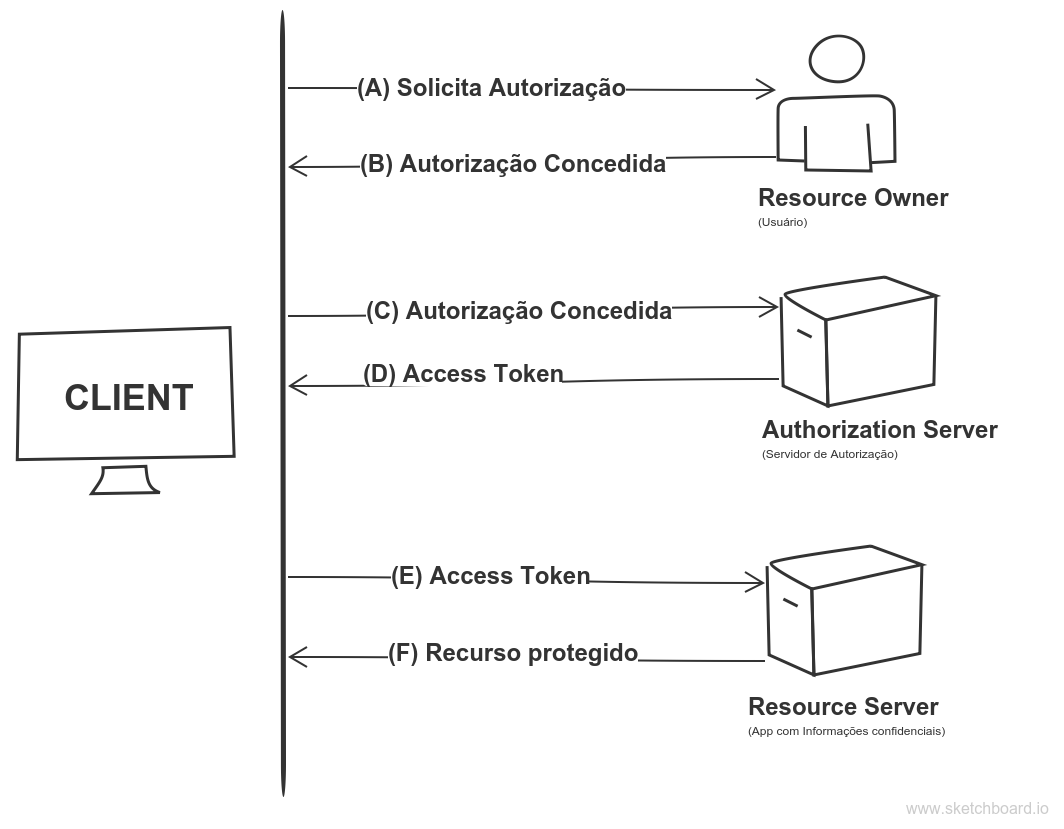 (A) Solicita Autorização
(B) Autorização Concedida
Resource Owner
(Usuário)
(C) Autorização Concedida
(D) Access Token
CLIENT
Authorization Server
(Servidor de Autorização)
(E) Access Token
(F) Recurso protegido
Resource Server
(App com Informações confidenciais)
www.sketchboard.io